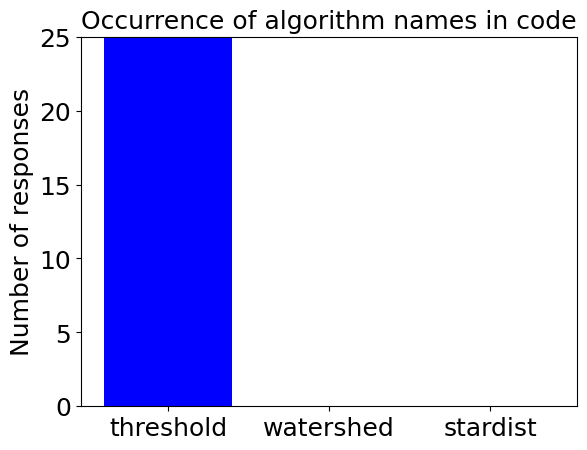 Occurrence of algorithm names in code
Number of responses
25
20
15
10
5
0
threshold watershed stardist